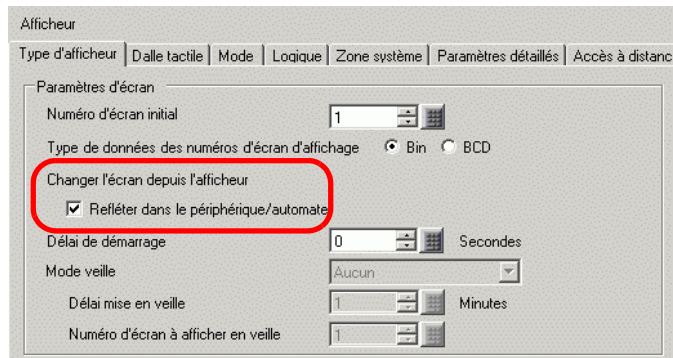 Afficheur
Type d'afficheur Dalle tactile Mode Logique Zone système Paramètres détaillés Accès à distanc
Paramètres d'écran
Numéro d'écran initial 1
Type de données des numéros d'écran d'affichage Bin BCD
Changer l'écran depuis l'afficheur
Refléter dans le périphérique/automate
Délai de démarrage 0 Secondes
Mode veille Aucun
Délai mise en veille 1 Minutes
Numéro d'écran à afficher en veille 1